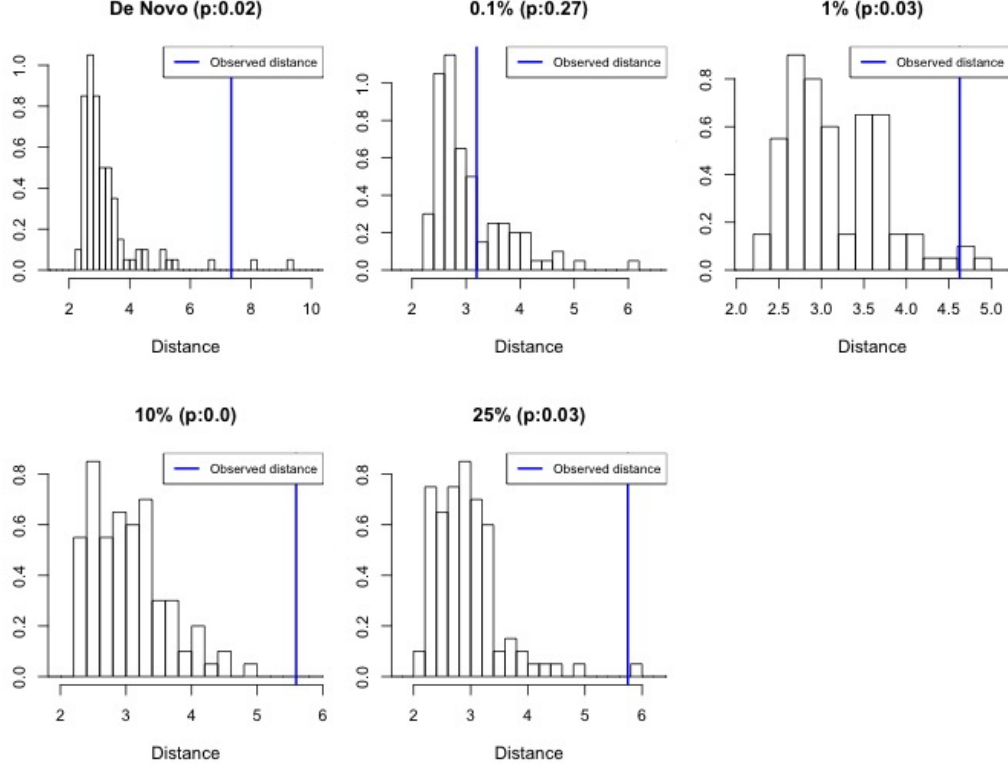 De Novo (p:0.02)
Observed distance
0.0 0.2 0.4 0.6 0.8 1.0
2 4 6 8 10
Distance
0.1% (p:0.27)
Observed distance
0.0 0.2 0.4 0.6 0.8 1.0
2 3 4 5 6
Distance
1% (p:0.03)
Observed distance
0.0 0.2 0.4 0.6 0.8
2.0 2.5 3.0 3.5 4.0 4.5 5.0
Distance
10% (p:0.0)
Observed distance
0.0 0.2 0.4 0.6 0.8
2 3 4 5 6
Distance
25% (p:0.03)
Observed distance
0.0 0.2 0.4 0.6 0.8
2 3 4 5 6
Distance